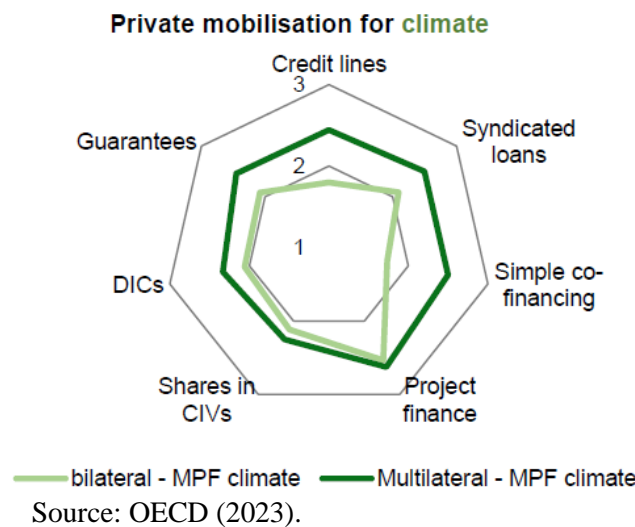 Private mobilisation for climate
Credit lines
3
Guarantees
Syndicated
loans
2
1
DICs
Simple co-
financing
Shares in
CIVs
Project
finance
bilateral - MPF climate
Multilateral - MPF climate
Source: OECD (2023).